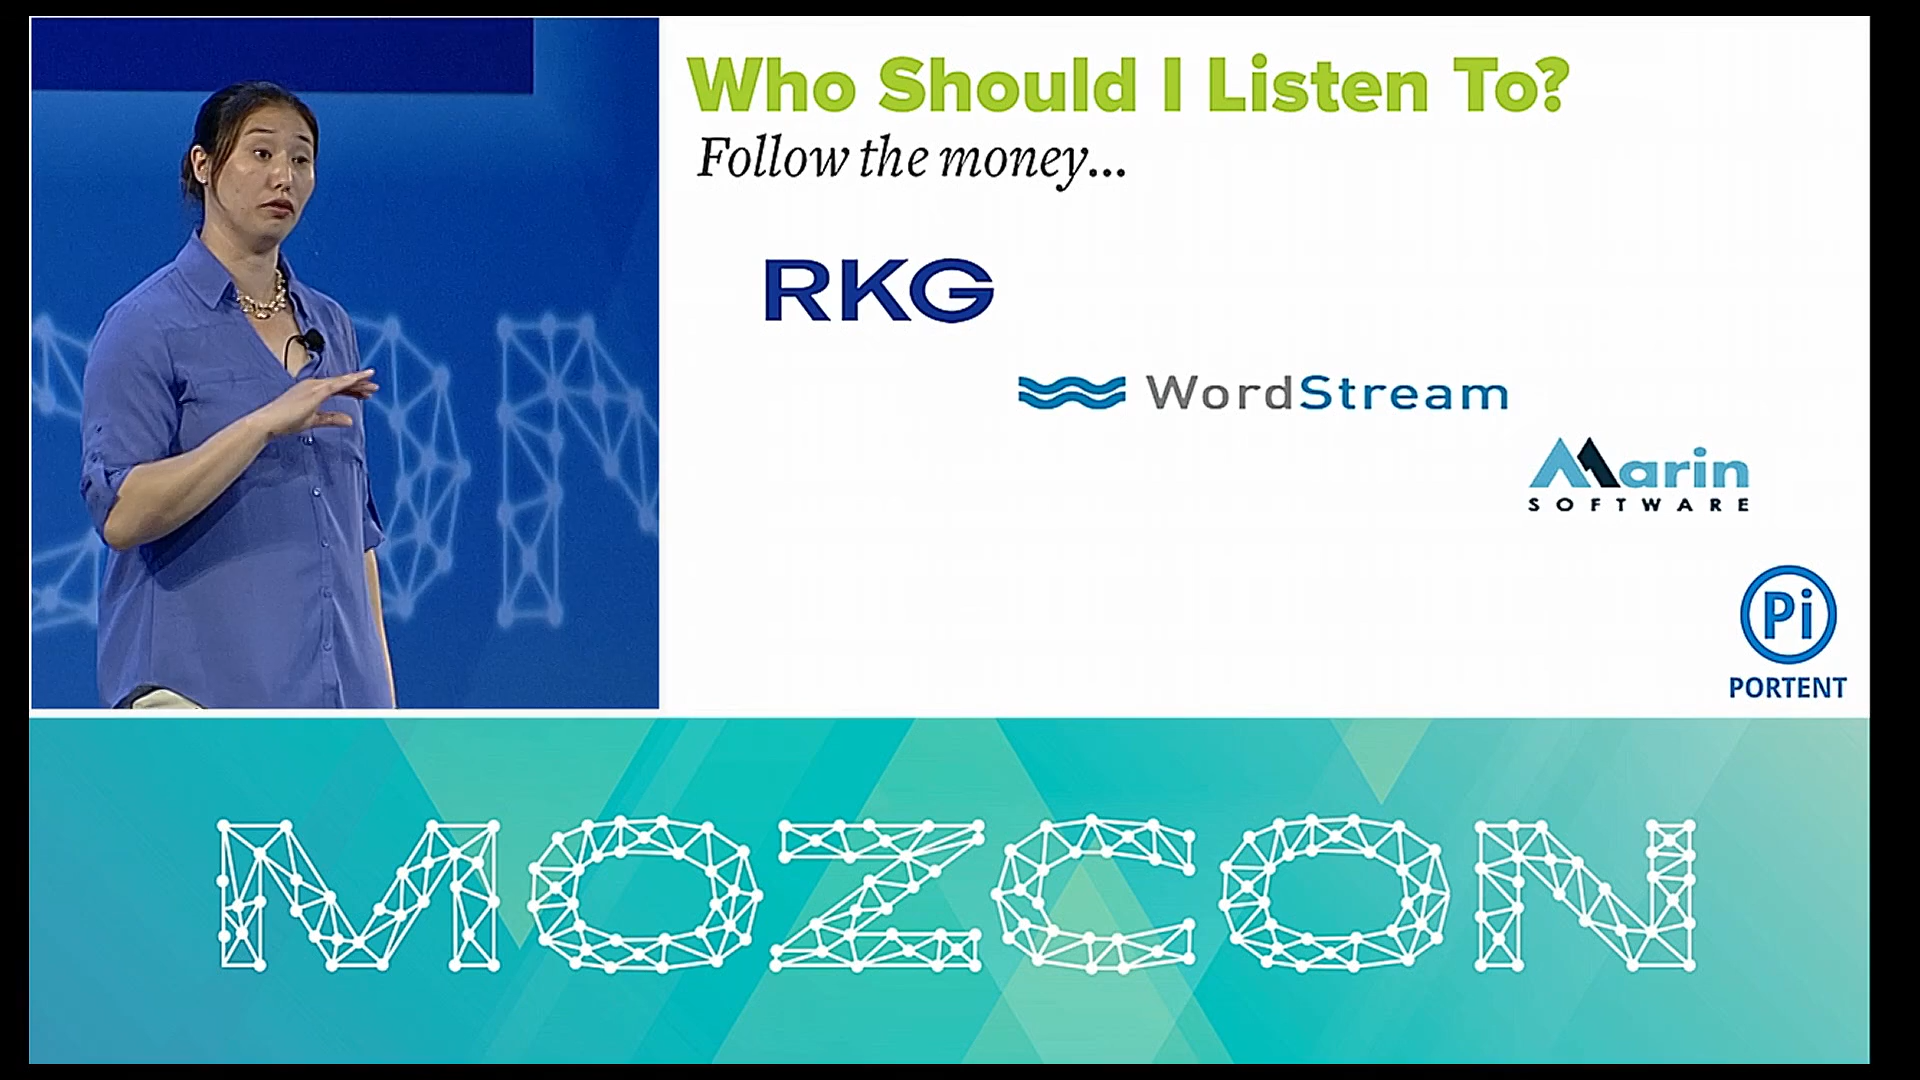 Who Should I Listen To?
Follow the money...
RKG
WordStream
Marin
SOFTWARE
Pi
PORTENT
MOZCON